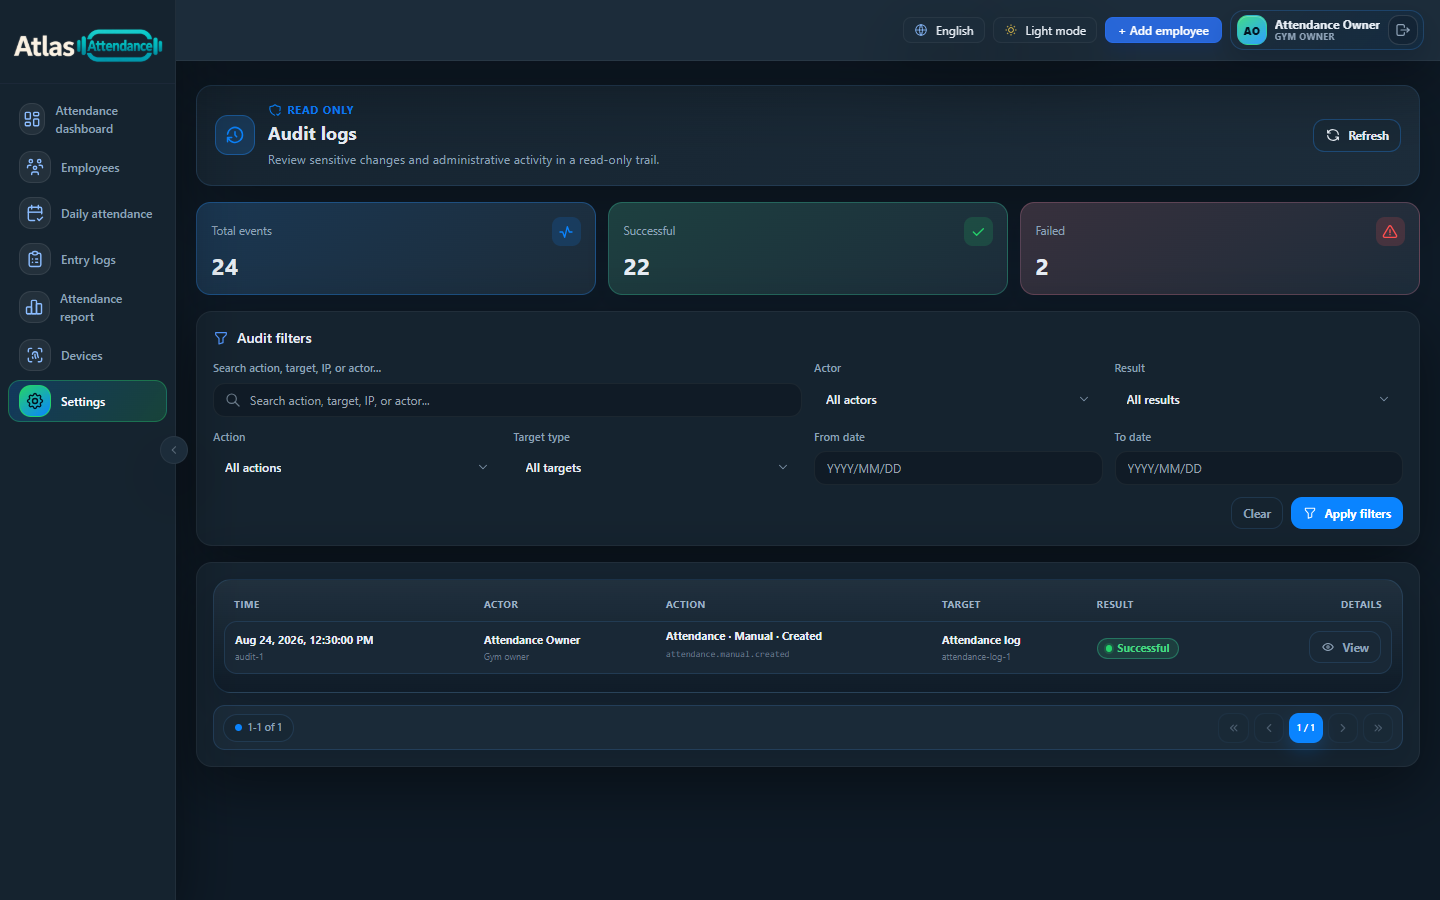 Atlas Attendance
English
Light mode
+ Add employee
AO
Attendance Owner
GYM OWNER
Attendance dashboard
Employees
Daily attendance
Entry logs
Attendance report
Devices
Settings
READ ONLY
Audit logs
Review sensitive changes and administrative activity in a read-only trail.
Refresh
Total events
24
Successful
22
Failed
2
Audit filters
Search action, target, IP, or actor...
Actor
Result
Search action, target, IP, or actor...
All actors
All results
Action
Target type
From date
To date
All actions
All targets
YYYY/MM/DD
YYYY/MM/DD
Clear
Apply filters
TIME ACTOR ACTION TARGET RESULT DETAILS
Aug 24, 2026, 12:30:00 PM
audit-1
Attendance Owner
Gym owner
Attendance · Manual · Created
attendance.manual.created
Attendance log
attendance-log-1
Successful
View
1-1 of 1
« ‹ 1 / 1 › »